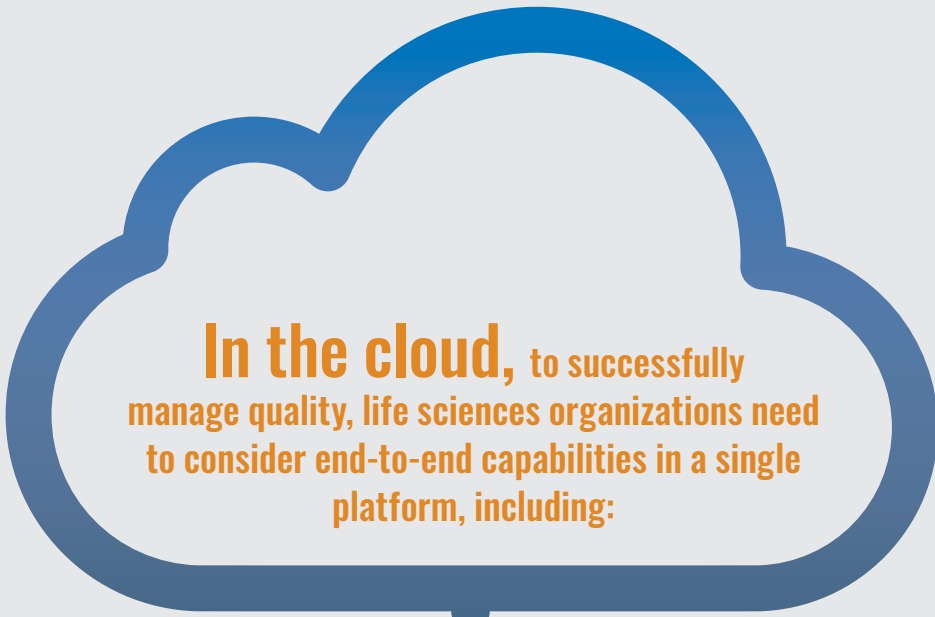 In the cloud, to successfully
manage quality, life sciences organizations need
to consider end-to-end capabilities in a single
platform, including: